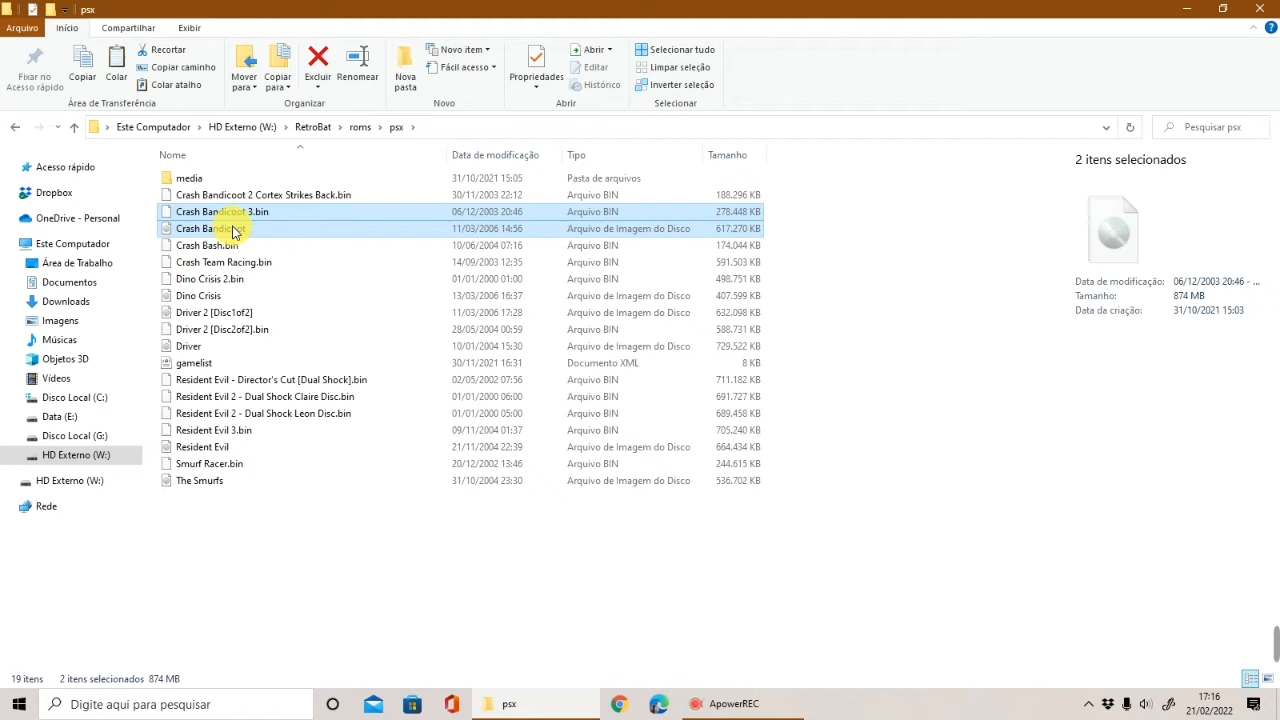 psx
Arquivo Início Compartilhar Exibir
Fixar no Acesso rápido
Copiar
Colar
Recortar
Copiar caminho
Colar atalho
Área de Transferência
Mover para
Copiar para
Excluir
Renomear
Organizar
Nova pasta
Novo item
Fácil acesso
Novo
Propriedades
Abrir
Editar
Histórico
Abrir
Selecionar tudo
Limpar seleção
Inverter seleção
Selecionar
Este Computador > HD Externo (W:) > RetroBat > roms > psx >
Pesquisar psx
Acesso rápido
Dropbox
OneDrive - Personal
Este Computador
Área de Trabalho
Documentos
Downloads
Imagens
Músicas
Objetos 3D
Vídeos
Disco Local (C:)
Data (E:)
Disco Local (G:)
HD Externo (W:)
HD Externo (W:)
Rede
Nome Data de modificação Tipo Tamanho
media 31/10/2021 15:05 Pasta de arquivos
Crash Bandicoot 2 Cortex Strikes Back.bin 30/11/2003 22:12 Arquivo BIN 188.296 KB
Crash Bandicoot 3.bin 06/12/2003 20:46 Arquivo BIN 278.448 KB
Crash Bandicoot 11/03/2006 14:56 Arquivo de Imagem do Disco 617.270 KB
Crash Bash.bin 10/06/2004 07:16 Arquivo BIN 174.044 KB
Crash Team Racing.bin 14/09/2003 12:35 Arquivo BIN 591.503 KB
Dino Crisis 2.bin 01/01/2000 01:00 Arquivo BIN 498.751 KB
Dino Crisis 13/03/2006 16:37 Arquivo de Imagem do Disco 407.599 KB
Driver 2 [Disc1of2] 11/03/2006 17:28 Arquivo de Imagem do Disco 632.098 KB
Driver 2 [Disc2of2].bin 28/05/2004 00:59 Arquivo BIN 588.731 KB
Driver 10/01/2004 15:30 Arquivo de Imagem do Disco 729.522 KB
gamelist 30/11/2021 16:31 Documento XML 8 KB
Resident Evil - Director's Cut [Dual Shock].bin 02/05/2002 07:56 Arquivo BIN 711.182 KB
Resident Evil 2 - Dual Shock Claire Disc.bin 01/01/2000 06:00 Arquivo BIN 691.727 KB
Resident Evil 2 - Dual Shock Leon Disc.bin 01/01/2000 05:00 Arquivo BIN 689.458 KB
Resident Evil 3.bin 09/11/2004 01:37 Arquivo BIN 705.240 KB
Resident Evil 21/11/2004 22:39 Arquivo de Imagem do Disco 664.434 KB
Smurf Racer.bin 20/12/2002 13:46 Arquivo BIN 244.615 KB
The Smurfs 31/10/2004 23:30 Arquivo de Imagem do Disco 536.702 KB
2 itens selecionados
Data de modificação: 06/12/2003 20:46 - ...
Tamanho: 874 MB
Data da criação: 31/10/2021 15:03
19 itens 2 itens selecionados 874 MB
Digite aqui para pesquisar
psx
ApowerREC
17:16
21/02/2022